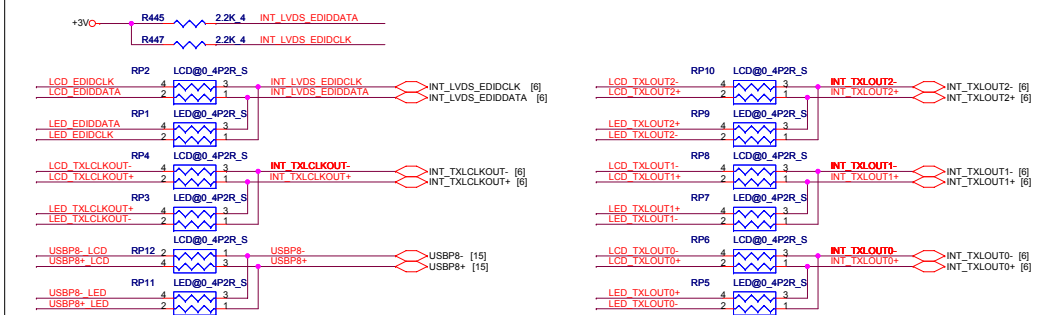 R445 2.2K_4 INT_LVDS_EDIDDATA
+3V
R447 2.2K_4 INT_LVDS_EDIDCLK
RP2 LCD@0_4P2R_S
LCD_EDIDCLK 4 3 INT_LVDS_EDIDCLK INT_LVDS_EDIDCLK [6]
LCD_EDIDDATA 2 1 INT_LVDS_EDIDDATA INT_LVDS_EDIDDATA [6]
RP1 LED@0_4P2R_S
LED_EDIDDATA 4 3
LED_EDIDCLK 2 1
RP4 LCD@0_4P2R_S
LCD_TXLCLKOUT- 4 3 INT_TXLCLKOUT- INT_TXLCLKOUT- [6]
LCD_TXLCLKOUT+ 2 1 INT_TXLCLKOUT+ INT_TXLCLKOUT+ [6]
RP3 LED@0_4P2R_S
LED_TXLCLKOUT+ 4 3
LED_TXLCLKOUT- 2 1
LCD@0_4P2R_S
USBP8-_LCD RP12 2 1 USBP8- USBP8- [15]
USBP8+_LCD 4 3 USBP8+ USBP8+ [15]
RP11 LED@0_4P2R_S
USBP8-_LED 4 3
USBP8+_LED 2 1
RP10 LCD@0_4P2R_S
LCD_TXLOUT2- 4 3 INT_TXLOUT2- INT_TXLOUT2- [6]
LCD_TXLOUT2+ 2 1 INT_TXLOUT2+ INT_TXLOUT2+ [6]
RP9 LED@0_4P2R_S
LED_TXLOUT2+ 4 3
LED_TXLOUT2- 2 1
RP8 LCD@0_4P2R_S
LCD_TXLOUT1- 4 3 INT_TXLOUT1- INT_TXLOUT1- [6]
LCD_TXLOUT1+ 2 1 INT_TXLOUT1+ INT_TXLOUT1+ [6]
RP7 LED@0_4P2R_S
LED_TXLOUT1+ 4 3
LED_TXLOUT1- 2 1
RP6 LCD@0_4P2R_S
LCD_TXLOUT0- 4 3 INT_TXLOUT0- INT_TXLOUT0- [6]
LCD_TXLOUT0+ 2 1 INT_TXLOUT0+ INT_TXLOUT0+ [6]
RP5 LED@0_4P2R_S
LED_TXLOUT0+ 4 3
LED_TXLOUT0- 2 1